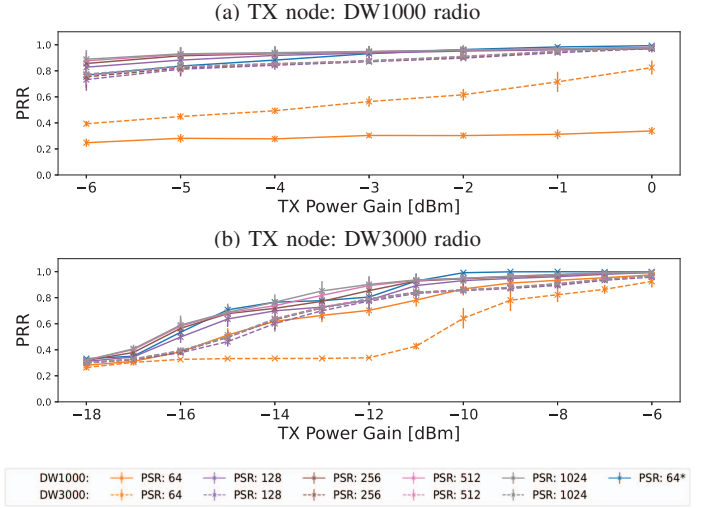 (a) TX node: DW1000 radio
1.0
0.8
0.6
0.4
0.2
0.0
PRR
−6 −5 −4 −3 −2 −1 0
TX Power Gain [dBm]
(b) TX node: DW3000 radio
1.0
0.8
0.6
0.4
0.2
0.0
PRR
−18 −16 −14 −12 −10 −8 −6
TX Power Gain [dBm]
DW1000: PSR: 64 PSR: 128 PSR: 256 PSR: 512 PSR: 1024 PSR: 64*
DW3000: PSR: 64 PSR: 128 PSR: 256 PSR: 512 PSR: 1024